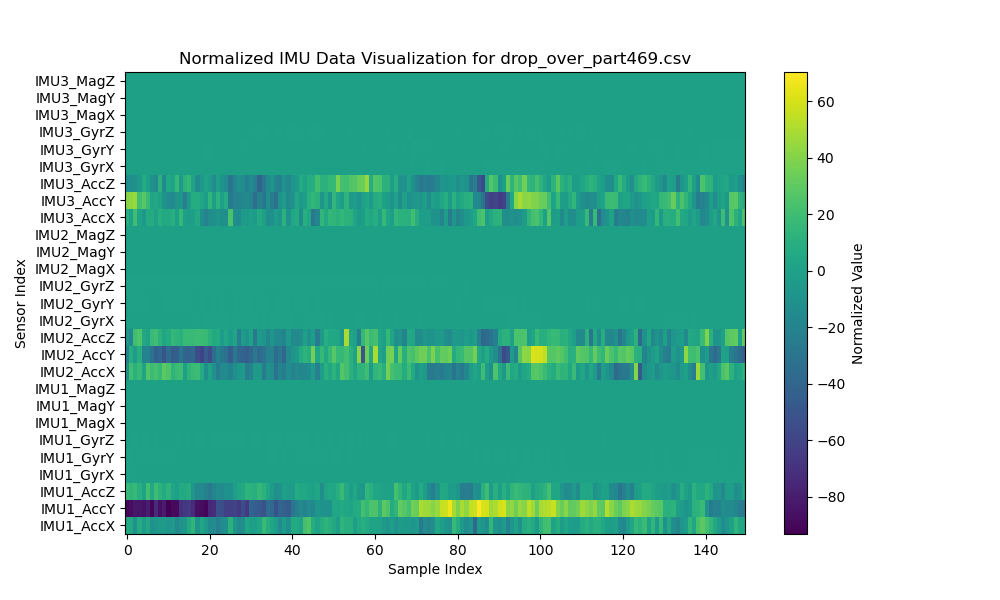 Normalized IMU Data Visualization for drop_over_part469.csv
IMU3_MagZ
IMU3_MagY
IMU3_MagX
IMU3_GyrZ
IMU3_GyrY
IMU3_GyrX
IMU3_AccZ
IMU3_AccY
IMU3_AccX
IMU2_MagZ
IMU2_MagY
IMU2_MagX
IMU2_GyrZ
IMU2_GyrY
IMU2_GyrX
IMU2_AccZ
IMU2_AccY
IMU2_AccX
IMU1_MagZ
IMU1_MagY
IMU1_MagX
IMU1_GyrZ
IMU1_GyrY
IMU1_GyrX
IMU1_AccZ
IMU1_AccY
IMU1_AccX
Sensor Index
0 20 40 60 80 100 120 140
Sample Index
60
40
20
0
−20
−40
−60
−80
Normalized Value